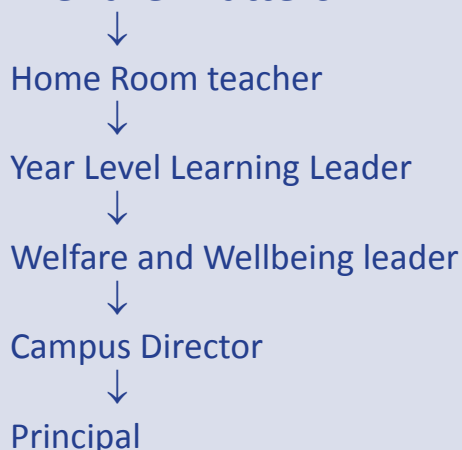 ↓
Home Room teacher
↓
Year Level Learning Leader
↓
Welfare and Wellbeing leader
↓
Campus Director
↓
Principal